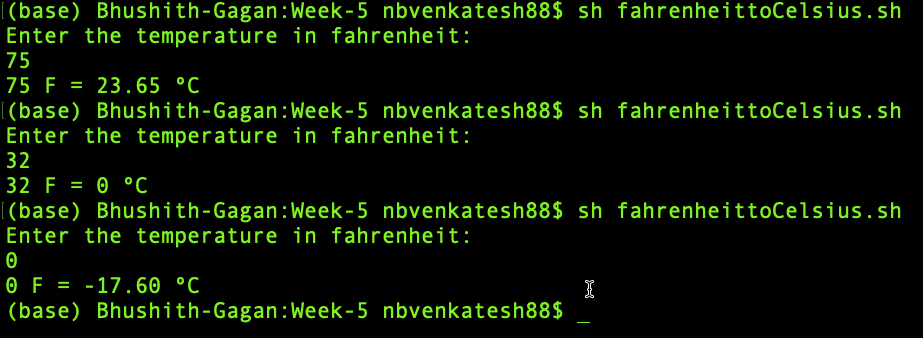 (base) Bhushith-Gagan:Week-5 nbvenkatesh88$ sh fahrenheittoCelsius.sh
Enter the temperature in fahrenheit:
75
75 F = 23.65 °C
(base) Bhushith-Gagan:Week-5 nbvenkatesh88$ sh fahrenheittoCelsius.sh
Enter the temperature in fahrenheit:
32
32 F = 0 °C
(base) Bhushith-Gagan:Week-5 nbvenkatesh88$ sh fahrenheittoCelsius.sh
Enter the temperature in fahrenheit:
0
0 F = -17.60 °C
(base) Bhushith-Gagan:Week-5 nbvenkatesh88$ _